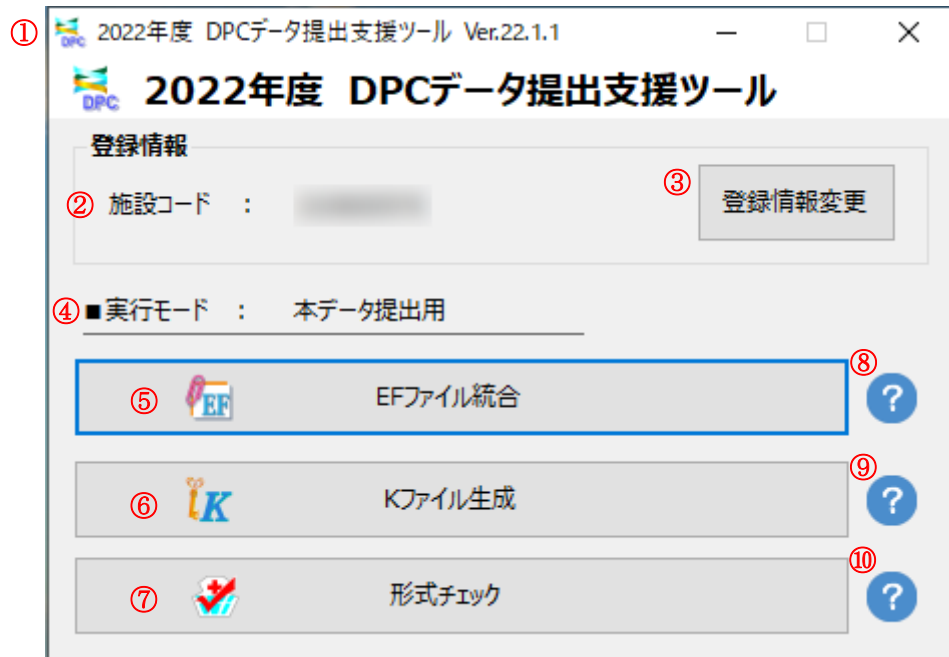 ① DPC 2022年度 DPCデータ提出支援ツール Ver.22.1.1
DPC 2022年度 DPCデータ提出支援ツール
登録情報
② 施設コード :
③ 登録情報変更
④ ■実行モード : 本データ提出用
⑤ EF EFファイル統合 ⑧ ?
⑥ K Kファイル生成 ⑨ ?
⑦ 形式チェック ⑩ ?